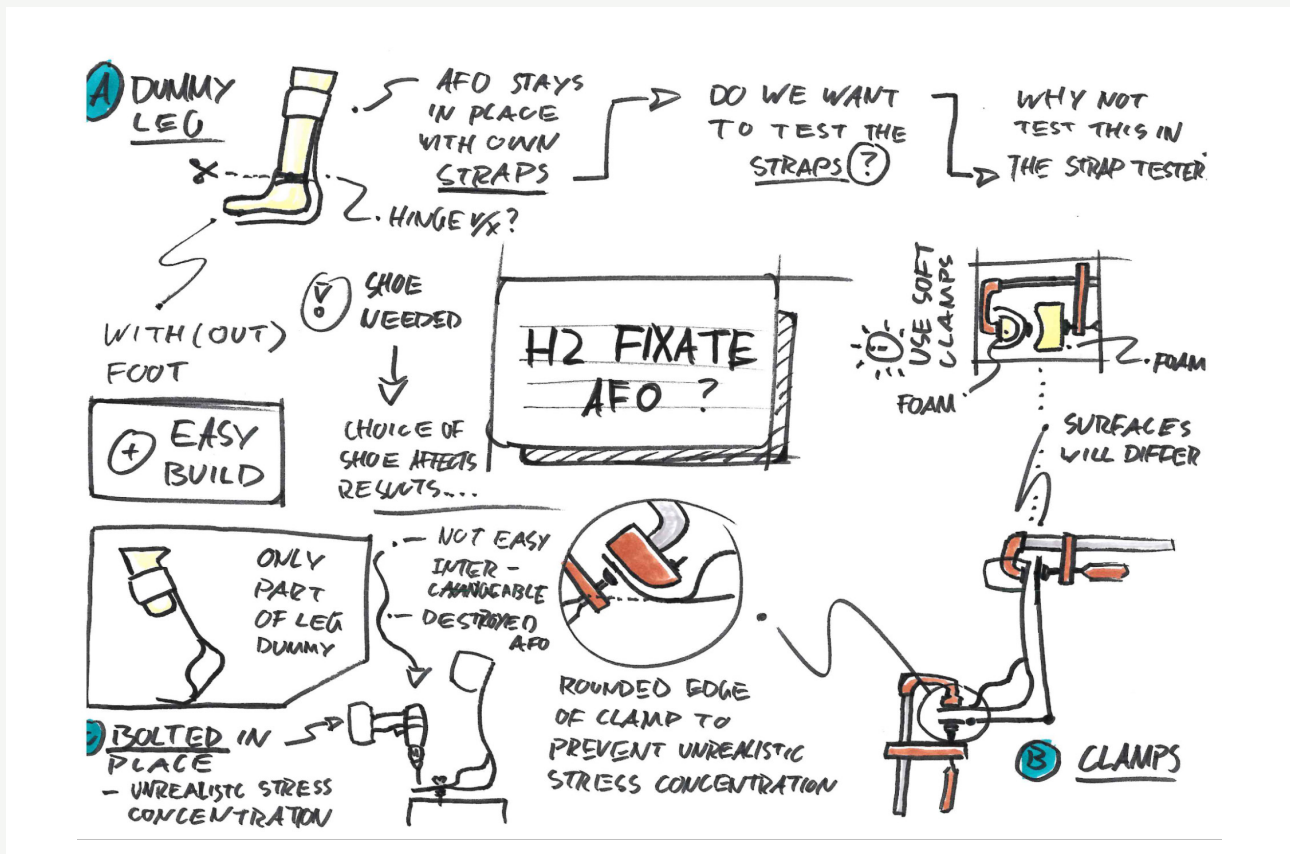 A
DUMMY
LEG
AFO STAYS
IN PLACE
WITH OWN
STRAPS
DO WE WANT
TO TEST THE
STRAPS ?
WHY NOT
TEST THIS IN
THE STRAP TESTER
HINGE V/X?
WITH(OUT)
FOOT
+ EASY
BUILD
SHOE
NEEDED
CHOICE OF
SHOE AFFECTS
RESULTS....
H2 FIXATE
AFO ?
USE SOFT
CLAMPS
FOAM
FOAM
SURFACES
WILL DIFFER
ONLY
PART
OF LEG
DUMMY
- NOT EASY
INTER-
CHANGEABLE
- DESTROYED
AFO
C BOLTED IN
PLACE
- UNREALISTC STRESS
CONCENTRATION
ROUNDED EDGE
OF CLAMP TO
PREVENT UNREALISTIC
STRESS CONCENTRATION
B CLAMPS